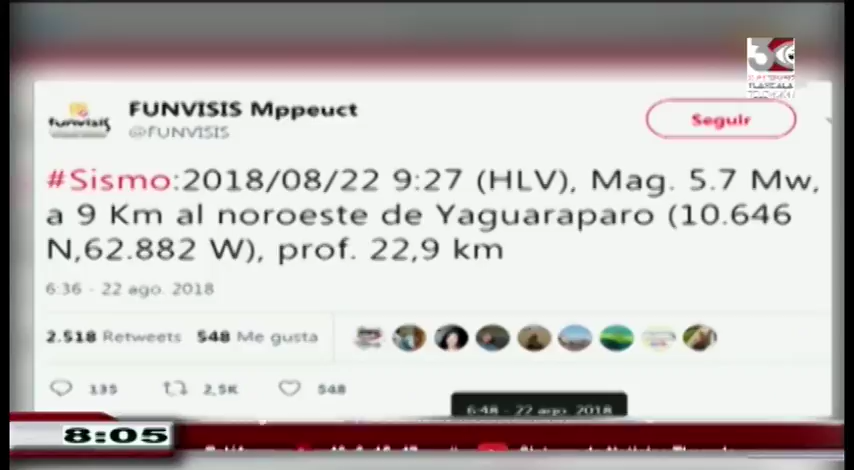 TLAXCALA
FUNVISIS Mppeuct
@FUNVISIS
funvisis
Seguir
#Sismo:2018/08/22 9:27 (HLV), Mag. 5.7 Mw,
a 9 Km al noroeste de Yaguaraparo (10.646
N,62.882 W), prof. 22,9 km
6:36 - 22 ago. 2018
2.518 Retweets 548 Me gusta
135 2,5K 548
6:48 - 22 ago. 2018
8:05